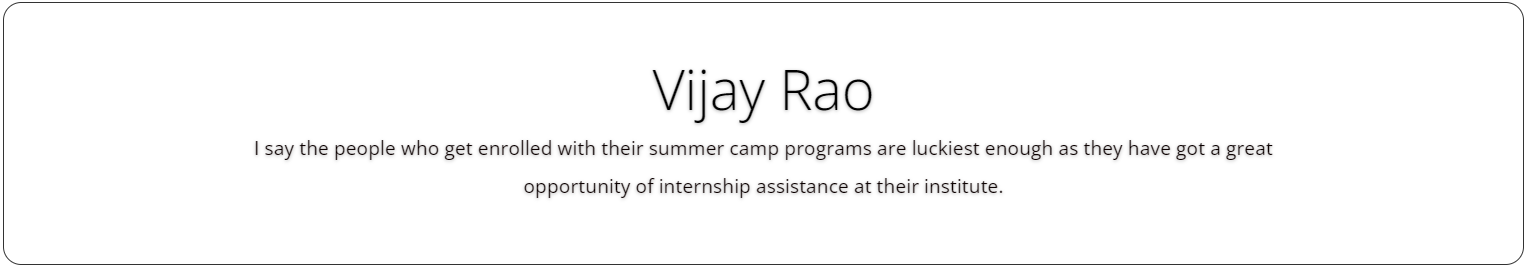 Vijay Rao
I say the people who get enrolled with their summer camp programs are luckiest enough as they have got a great
opportunity of internship assistance at their institute.